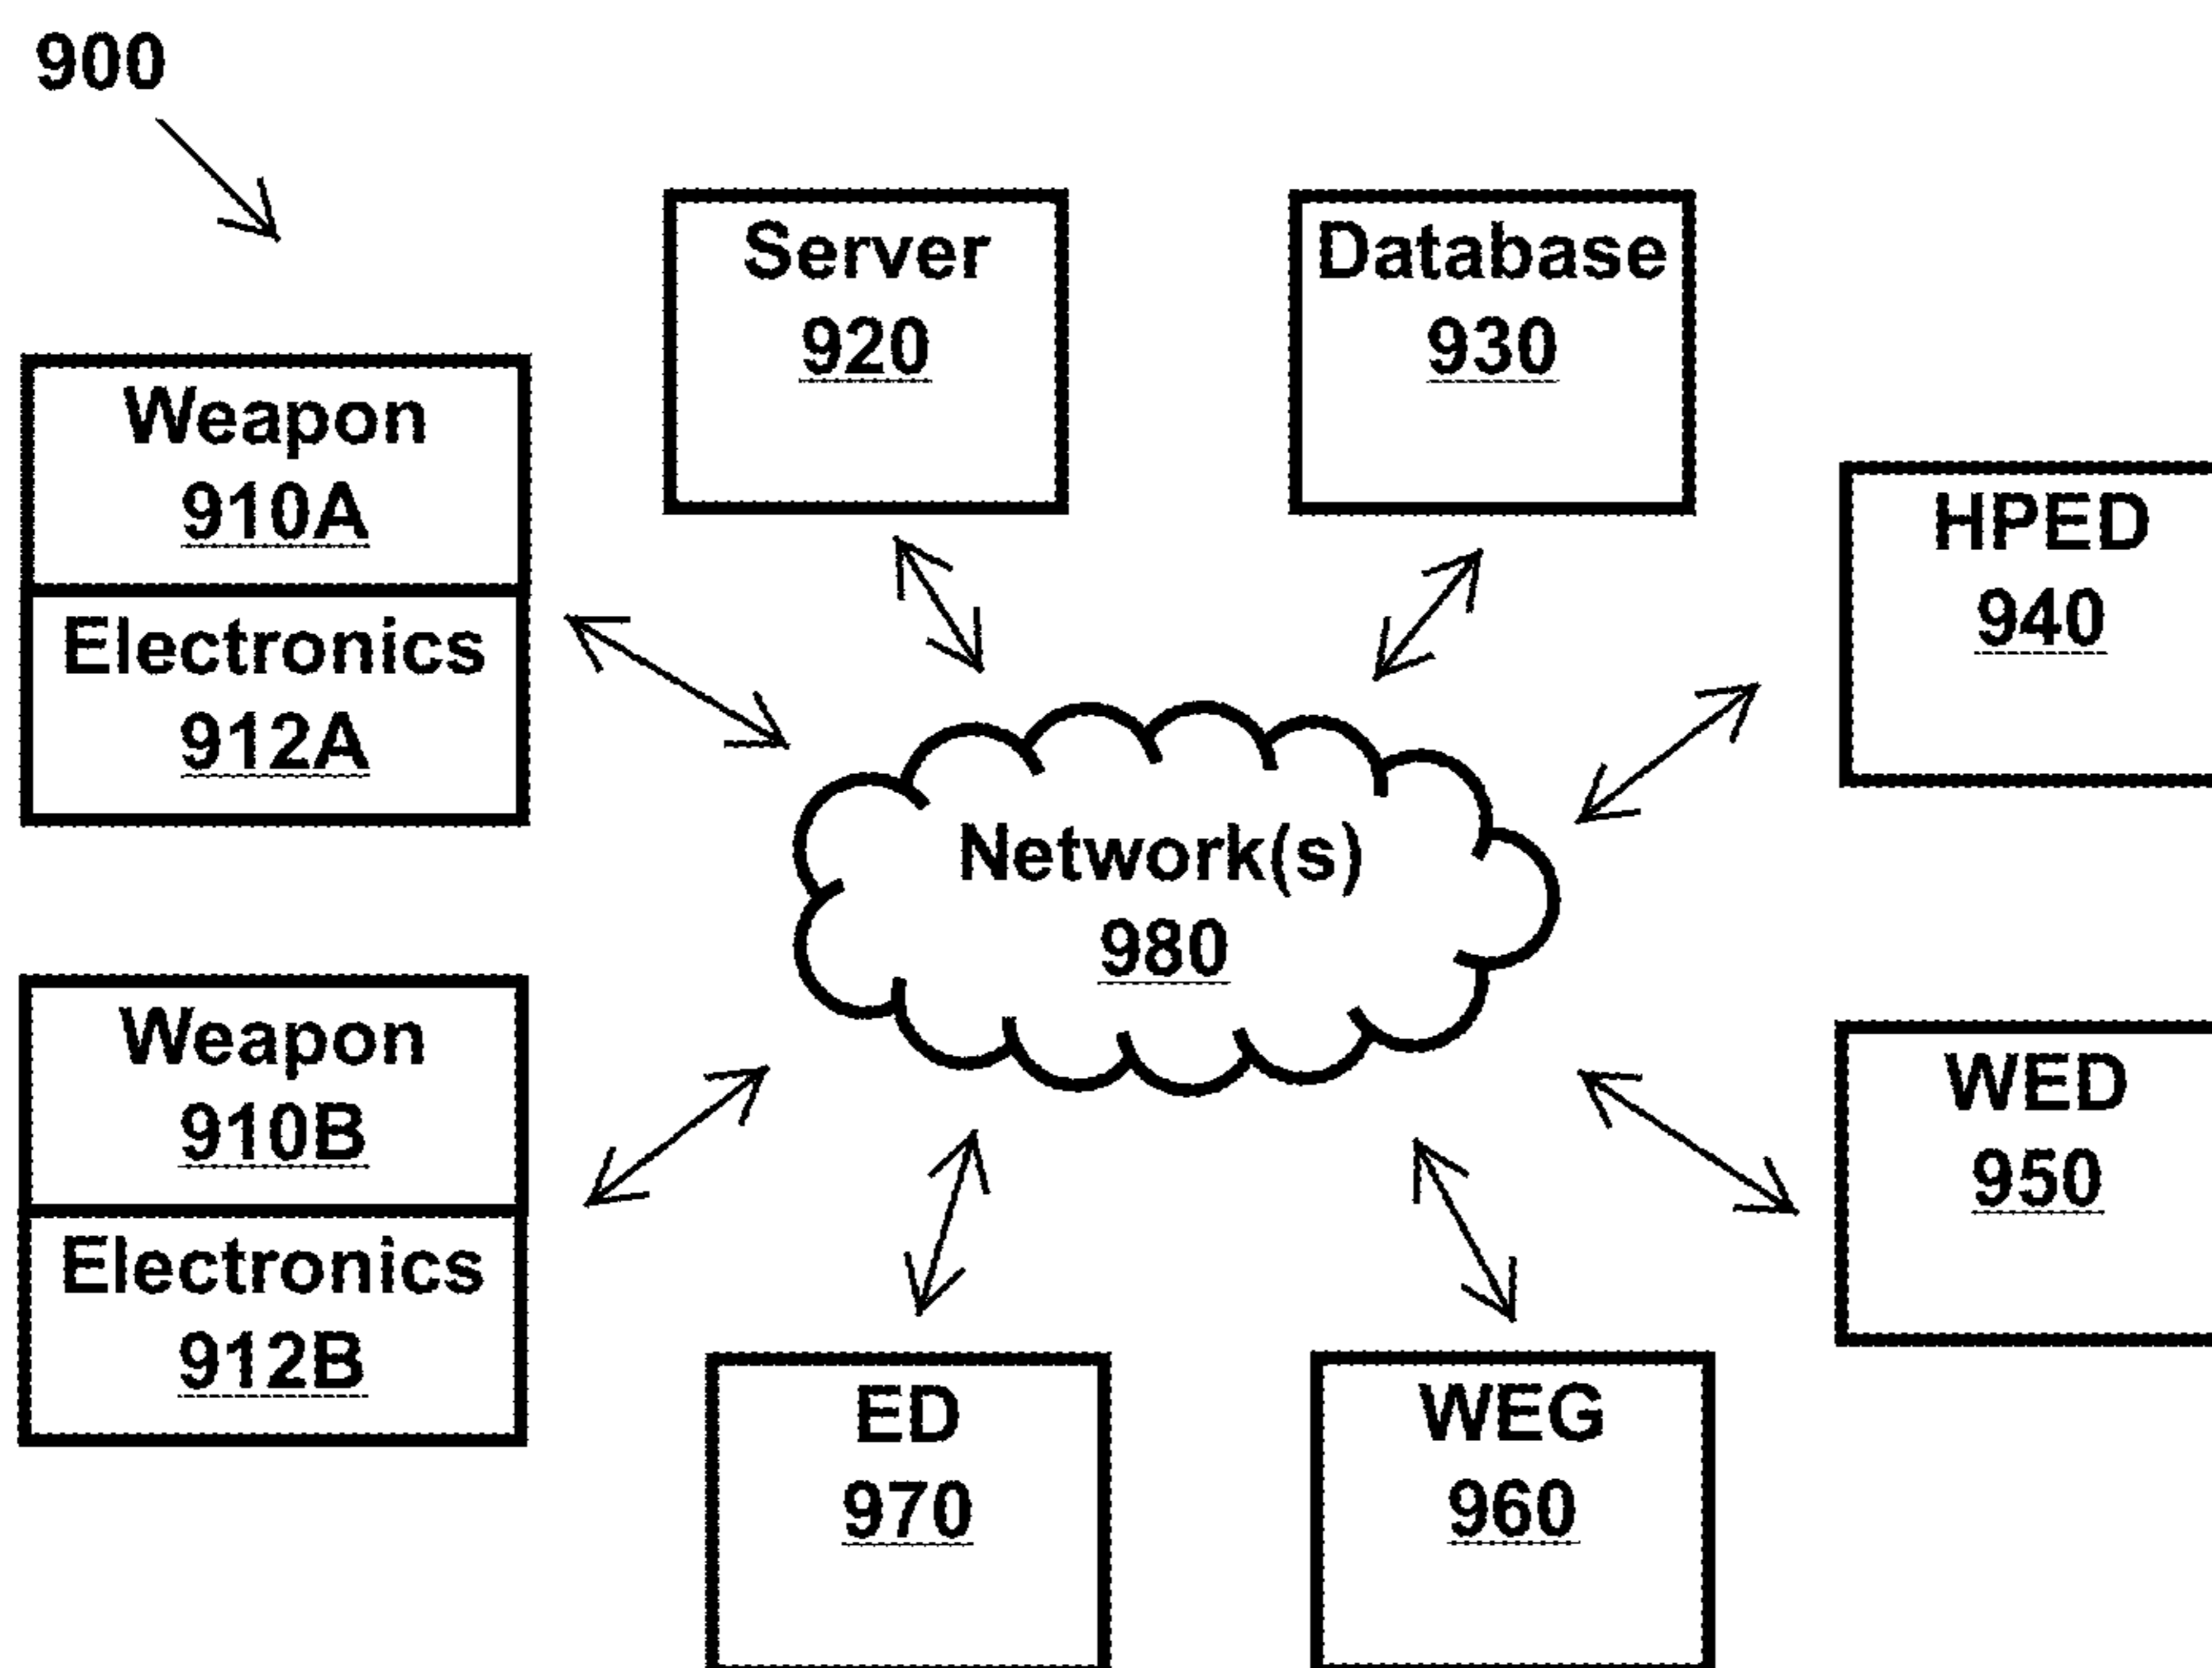 900
Server
920
Database
930
Weapon
910A
Electronics
912A
HPED
940
Network(s)
980
Weapon
910B
Electronics
912B
WED
950
ED
970
WEG
960